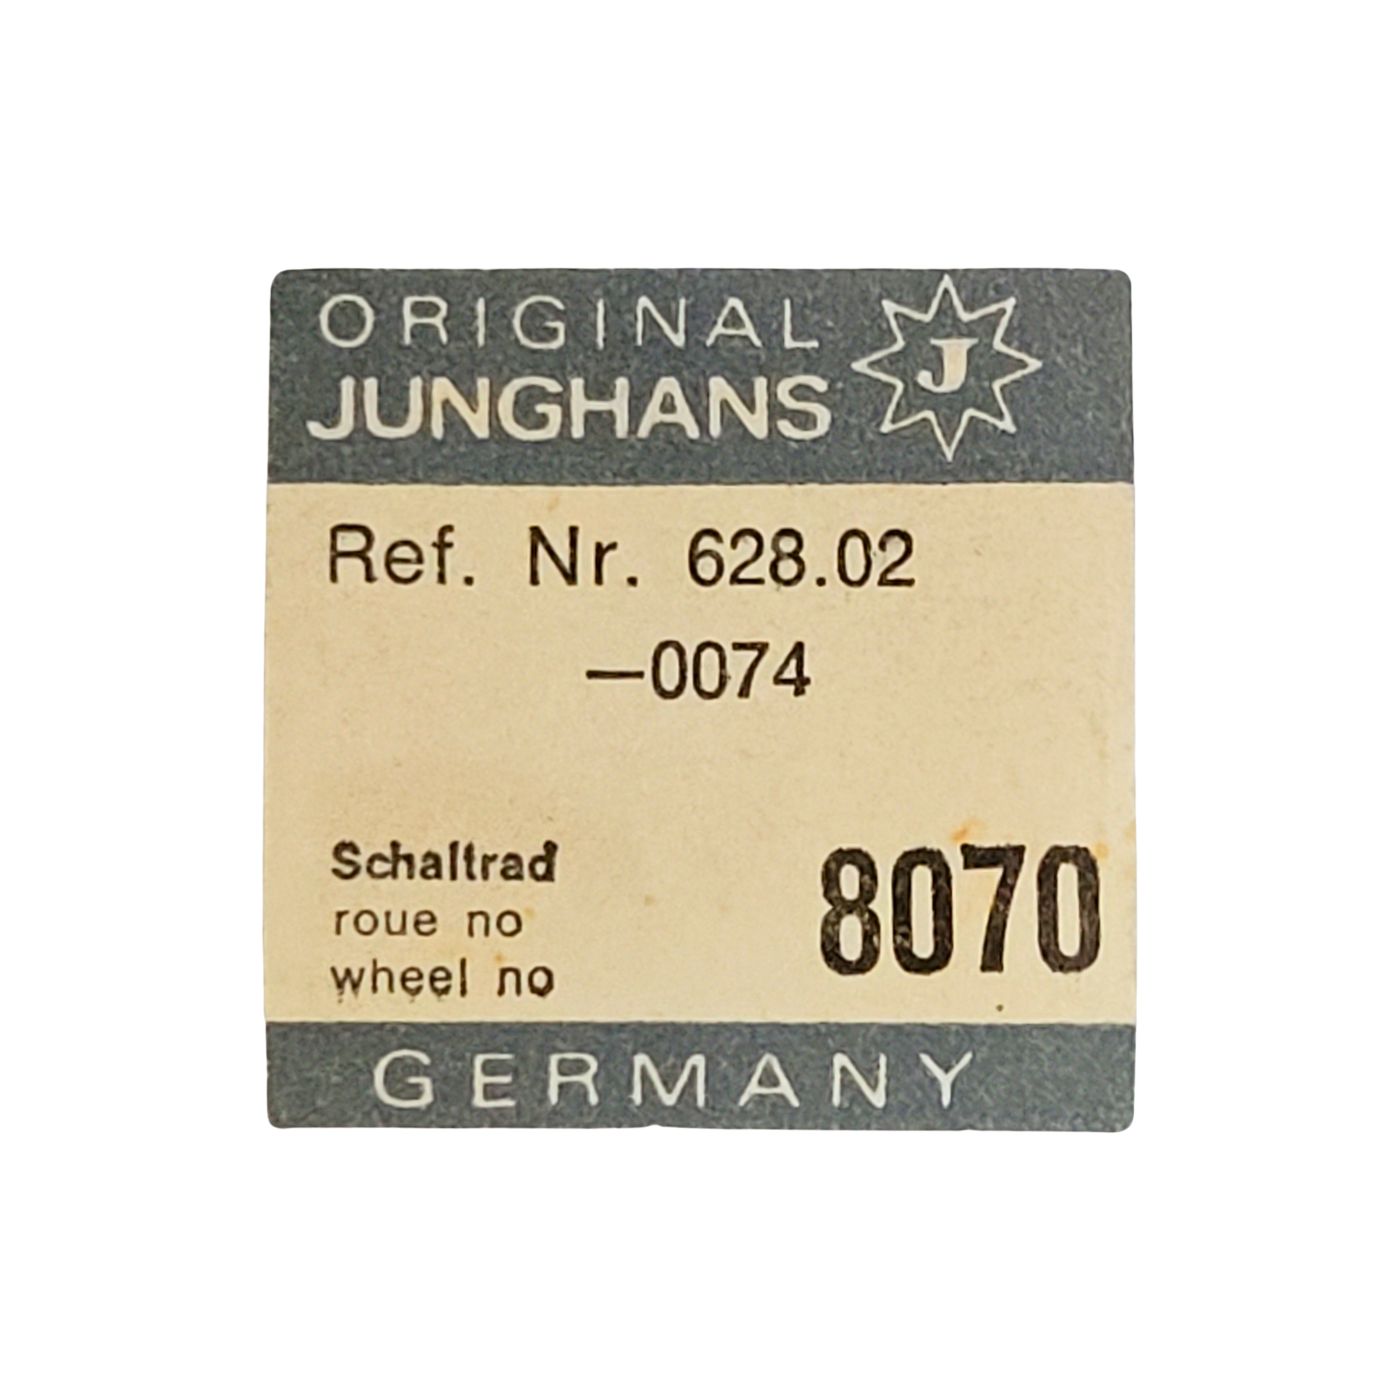 ORIGINAL
JUNGHANS
J
Ref. Nr. 628.02
—0074
Schaltrad
roue no
wheel no
8070
GERMANY